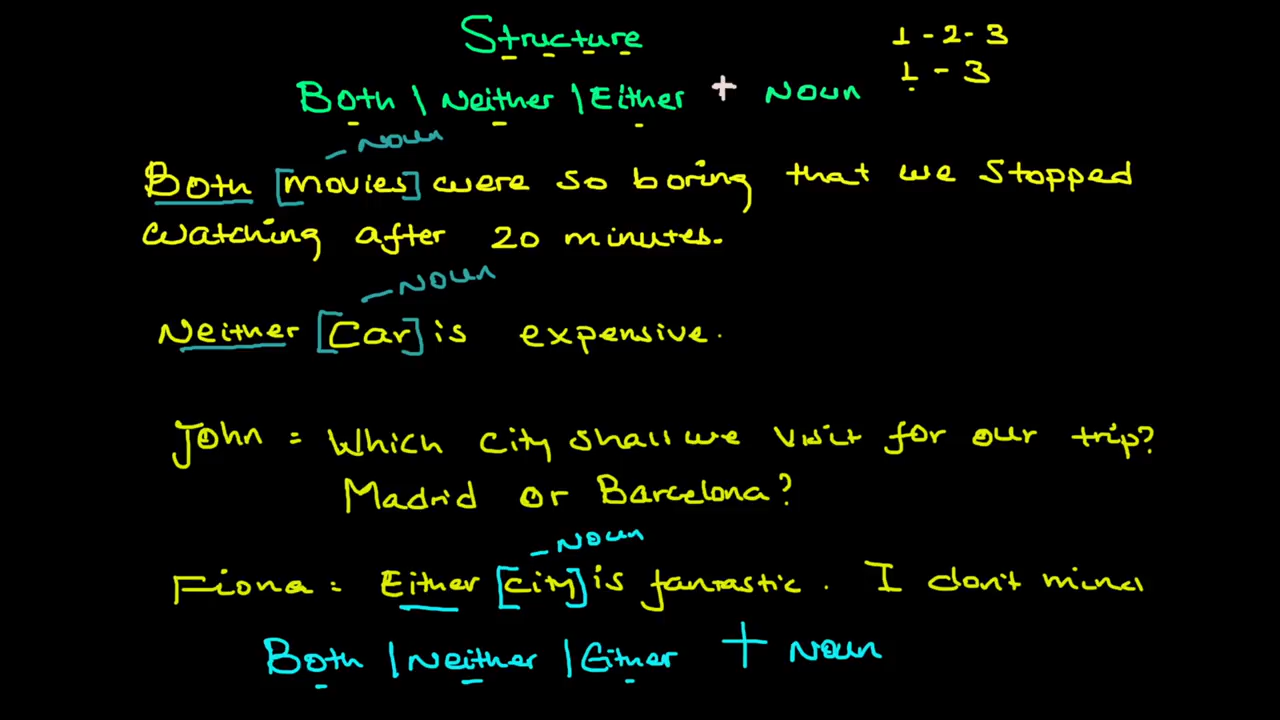 Structure
1 - 2 - 3
1 - 3
Both | Neither | Either + Noun
- Noun
Both [movies] were so boring that we stopped
watching after 20 minutes.
- Noun
Neither [car] is expensive.
John = Which city shall we visit for our trip?
Madrid or Barcelona?
- Noun
Fiona = Either [city] is fantastic. I don't mind
Both | Neither | Either + Noun